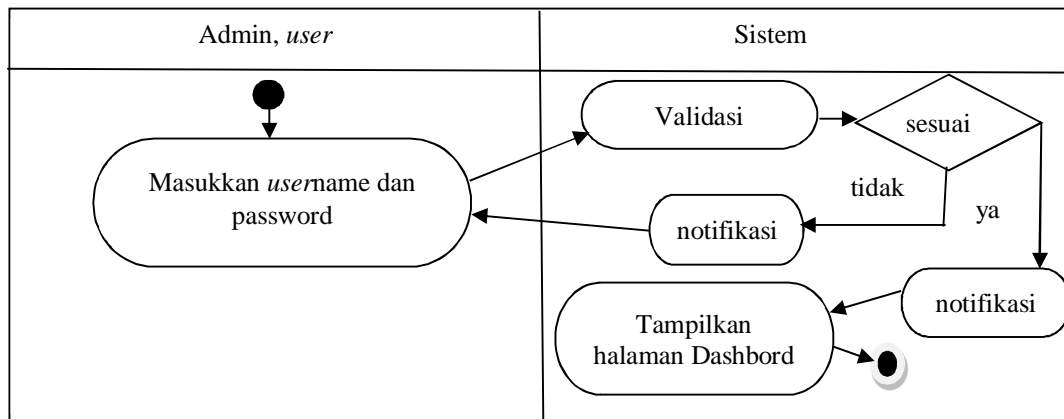 Admin, user
Sistem
Masukkan username dan
password
Validasi
sesuai
tidak
ya
notifikasi
notifikasi
Tampilkan
halaman Dashbord